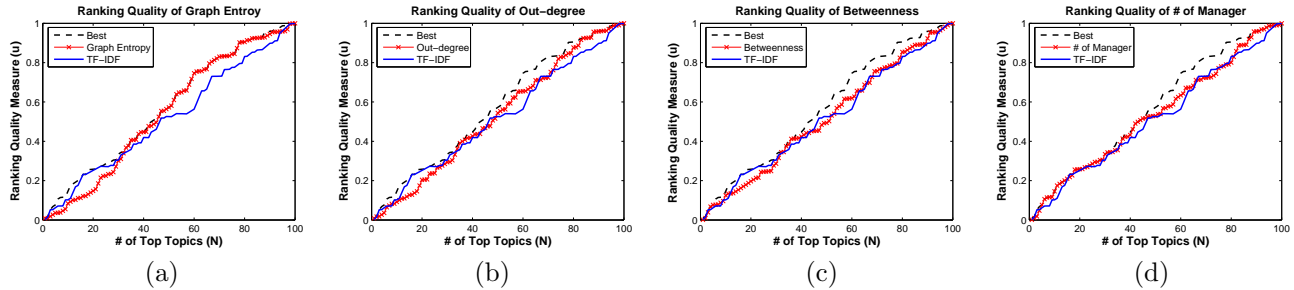 Ranking Quality of Graph Entroy
Ranking Quality Measure (u)
1
0.8
0.6
0.4
0.2
0
Best
Graph Entropy
TF−IDF
0 20 40 60 80 100
# of Top Topics (N)
(a)
Ranking Quality of Out−degree
Ranking Quality Measure (u)
1
0.8
0.6
0.4
0.2
0
Best
Out−degree
TF−IDF
0 20 40 60 80 100
# of Top Topics (N)
(b)
Ranking Quality of Betweenness
Ranking Quality Measure (u)
1
0.8
0.6
0.4
0.2
0
Best
Betweenness
TF−IDF
0 20 40 60 80 100
# of Top Topics (N)
(c)
Ranking Quality of # of Manager
Ranking Quality Measure (u)
1
0.8
0.6
0.4
0.2
0
Best
# of Manager
TF−IDF
0 20 40 60 80 100
# of Top Topics (N)
(d)